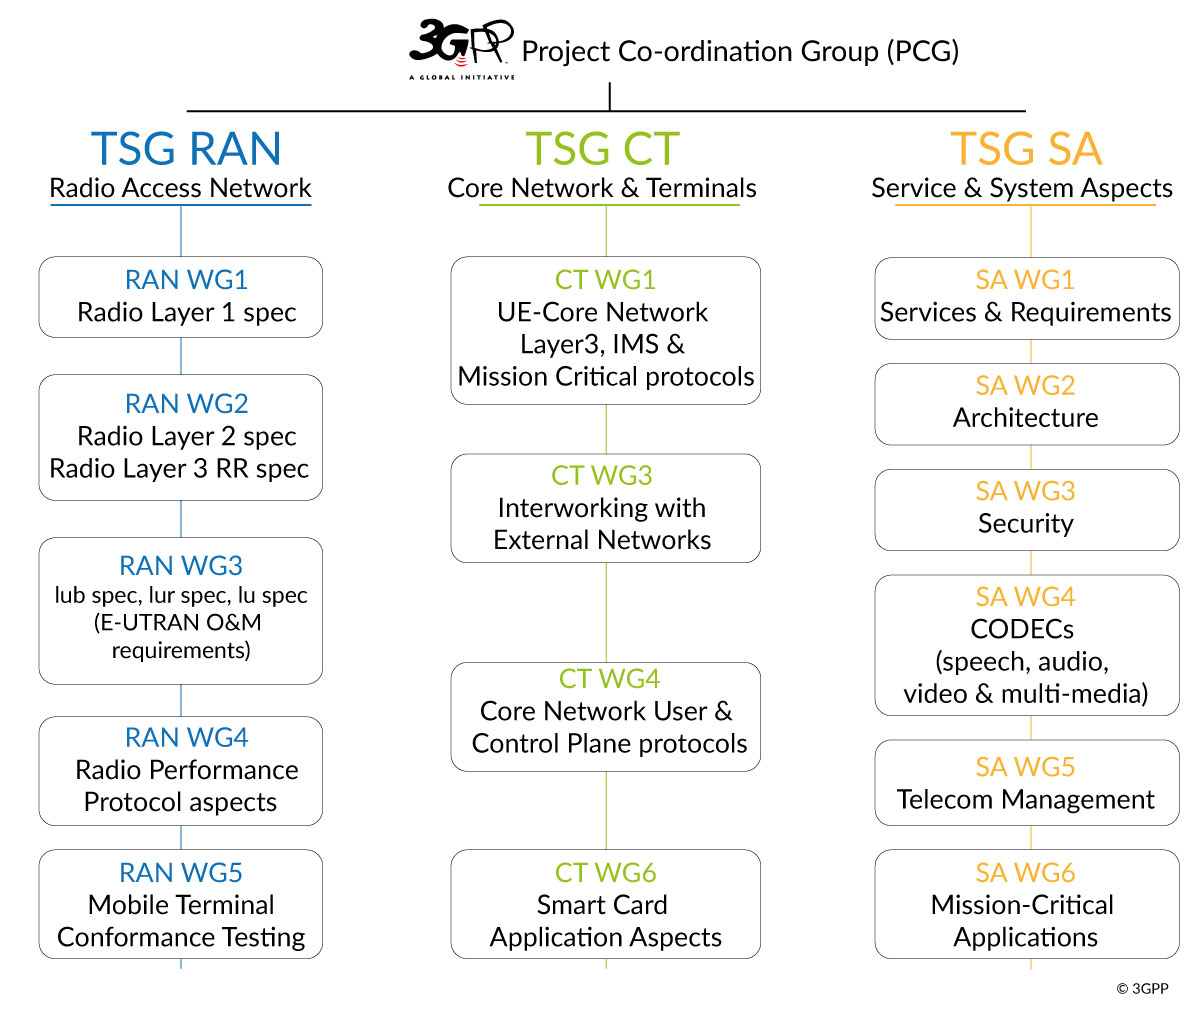 3GPP
A GLOBAL INITIATIVE
Project Co-ordination Group (PCG)
TSG RAN
Radio Access Network
RAN WG1
Radio Layer 1 spec
RAN WG2
Radio Layer 2 spec
Radio Layer 3 RR spec
RAN WG3
lub spec, lur spec, lu spec
(E-UTRAN O&M
requirements)
RAN WG4
Radio Performance
Protocol aspects
RAN WG5
Mobile Terminal
Conformance Testing
TSG CT
Core Network & Terminals
CT WG1
UE-Core Network
Layer3, IMS &
Mission Critical protocols
CT WG3
Interworking with
External Networks
CT WG4
Core Network User &
Control Plane protocols
CT WG6
Smart Card
Application Aspects
TSG SA
Service & System Aspects
SA WG1
Services & Requirements
SA WG2
Architecture
SA WG3
Security
SA WG4
CODECs
(speech, audio,
video & multi-media)
SA WG5
Telecom Management
SA WG6
Mission-Critical
Applications
© 3GPP